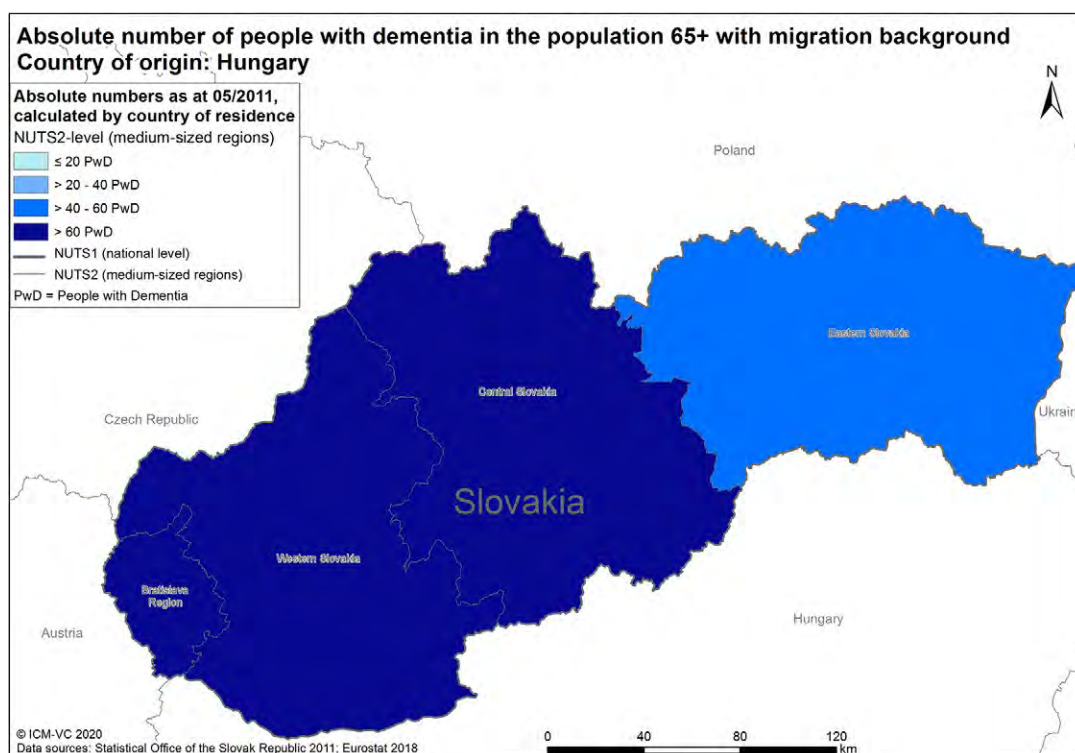 Absolute number of people with dementia in the population 65+ with migration background
Country of origin: Hungary
Absolute numbers as at 05/2011,
calculated by country of residence
NUTS2-level (medium-sized regions)
≤ 20 PwD
> 20 - 40 PwD
> 40 - 60 PwD
> 60 PwD
NUTS1 (national level)
NUTS2 (medium-sized regions)
PwD = People with Dementia
N
Poland
Eastern Slovakia
Central Slovakia
Czech Republic
Ukrain
Slovakia
Western Slovakia
Bratislava
Region
Austria
Hungary
© ICM-VC 2020
Data sources: Statistical Office of the Slovak Republic 2011; Eurostat 2018
0 40 80 120
km